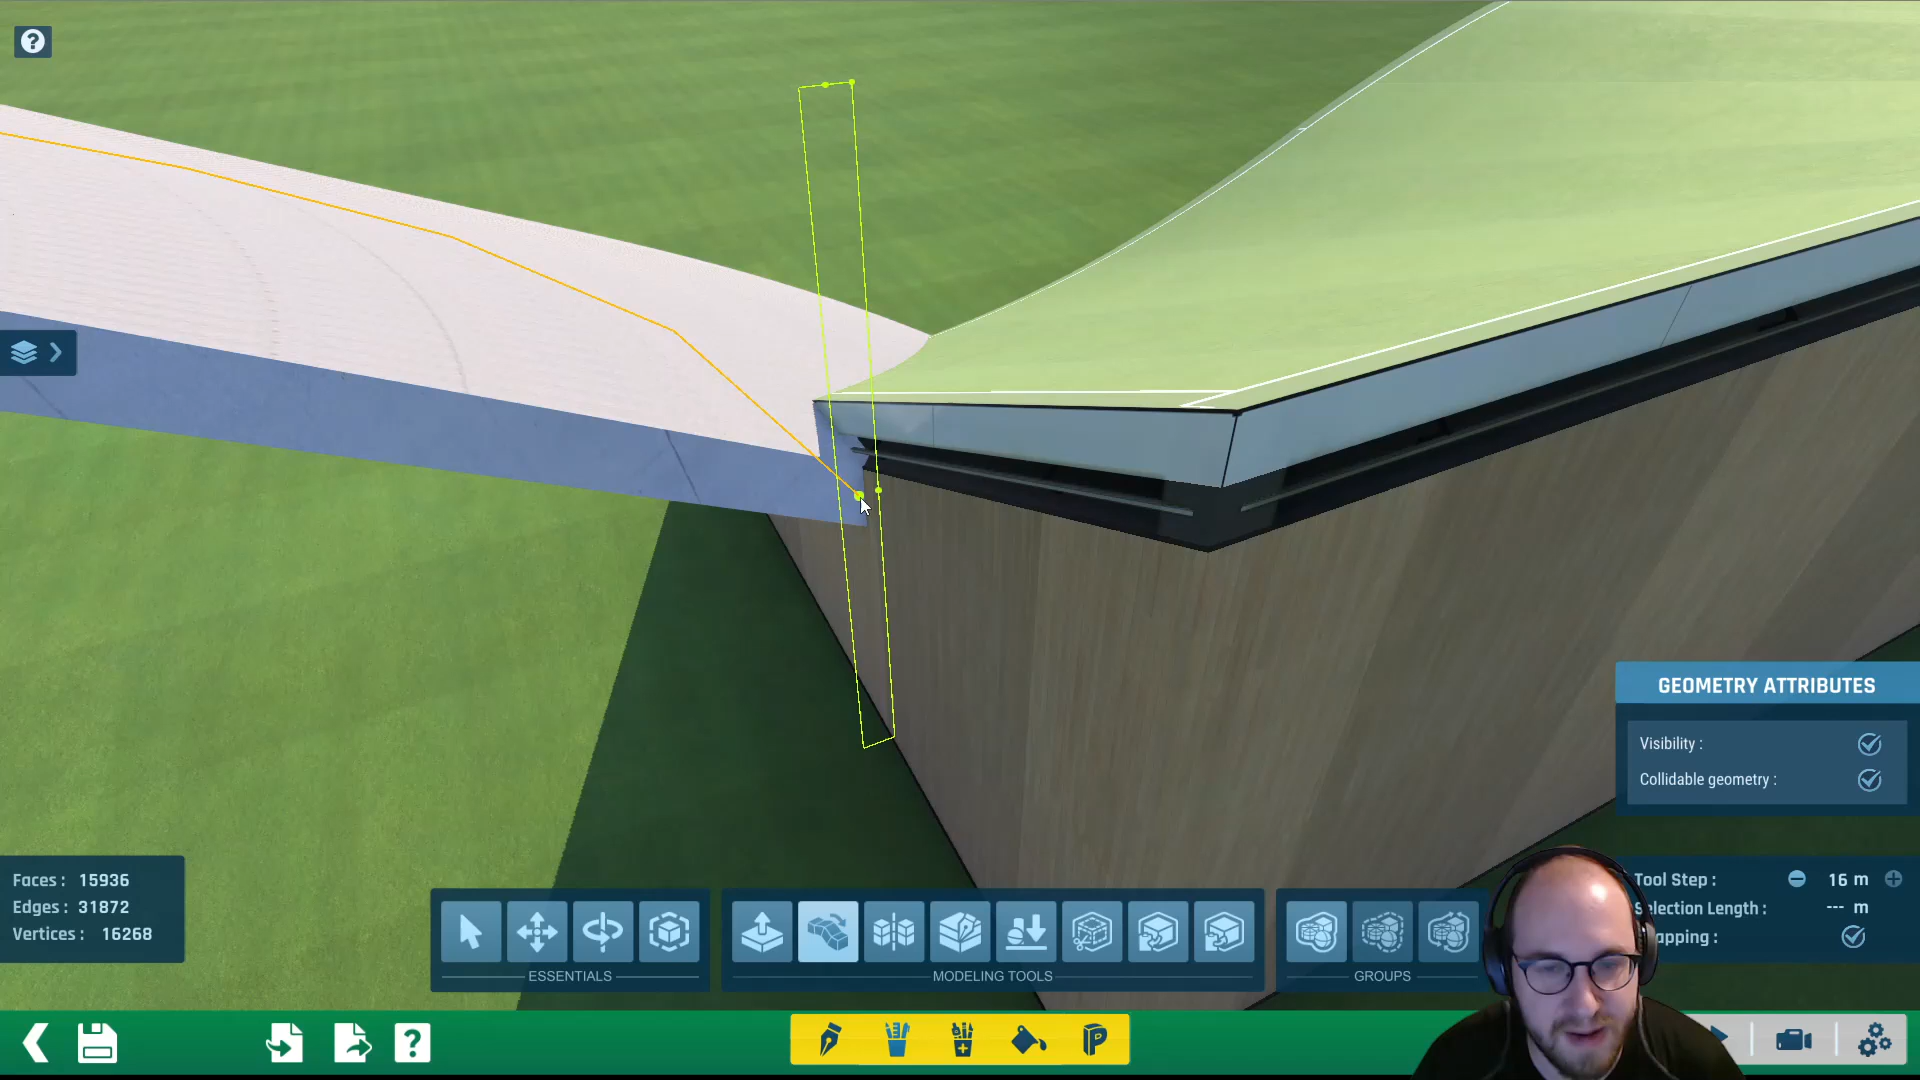 GEOMETRY ATTRIBUTES
Visibility :
Collidable geometry :
Faces : 15936
Edges : 31872
Vertices : 16268
Tool Step : 16 m
Selection Length : --- m
apping :
ESSENTIALS
MODELING TOOLS
GROUPS